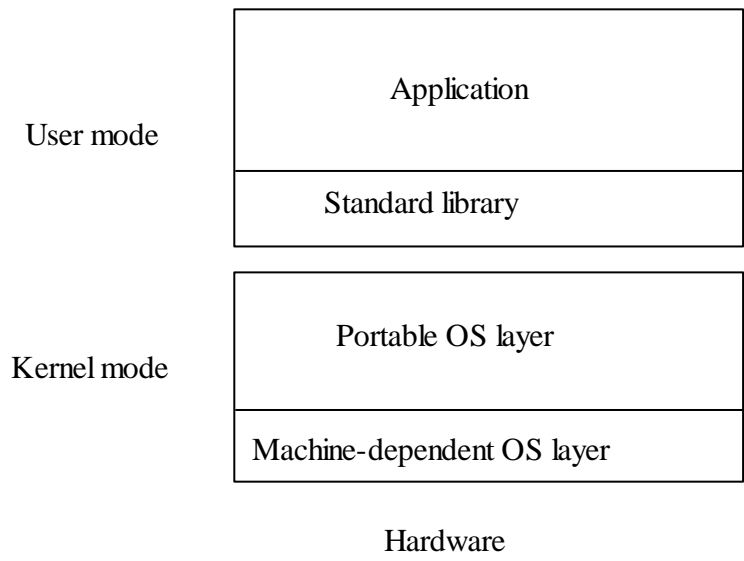 Application
User mode
Standard library
Portable OS layer
Kernel mode
Machine-dependent OS layer
Hardware